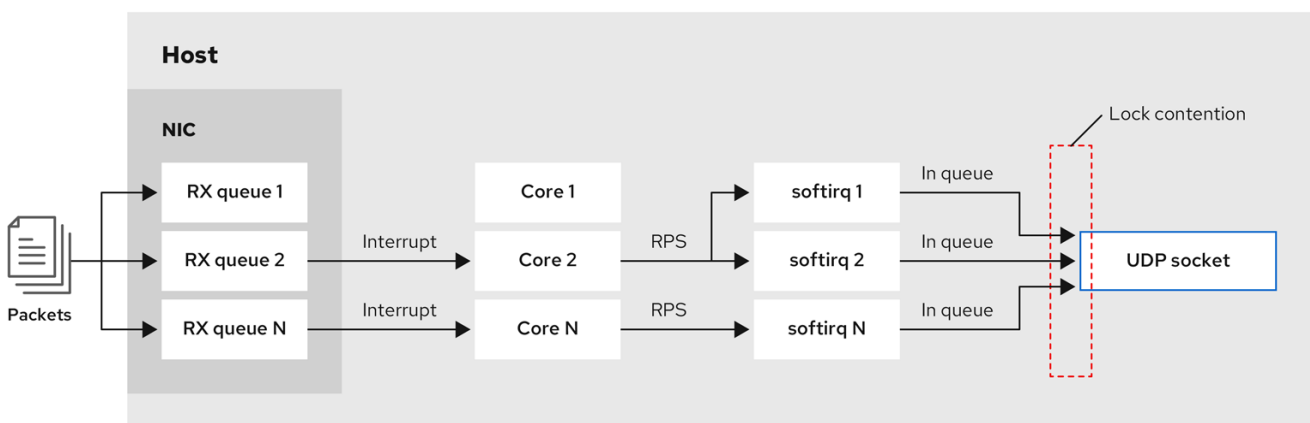 Host
NIC
Lock contention
RX queue 1
Core 1
softirq 1
In queue
Interrupt
RPS
In queue
RX queue 2
Core 2
softirq 2
UDP socket
Packets
Interrupt
RPS
In queue
RX queue N
Core N
softirq N